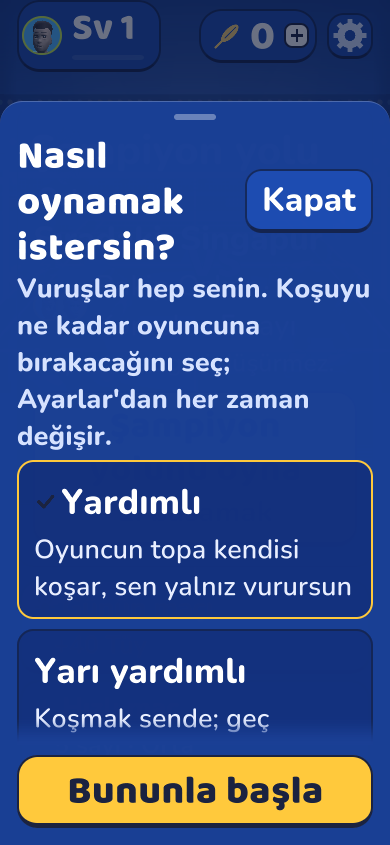 Sv 1
0
Nasıl
oynamak
istersin?
Kapat
Vuruşlar hep senin. Koşuyu
ne kadar oyuncuna
bırakacağını seç;
Ayarlar'dan her zaman
değişir.
Yardımlı
Oyuncun topa kendisi
koşar, sen yalnız vurursun
Yarı yardımlı
Koşmak sende; geç
Bununla başla